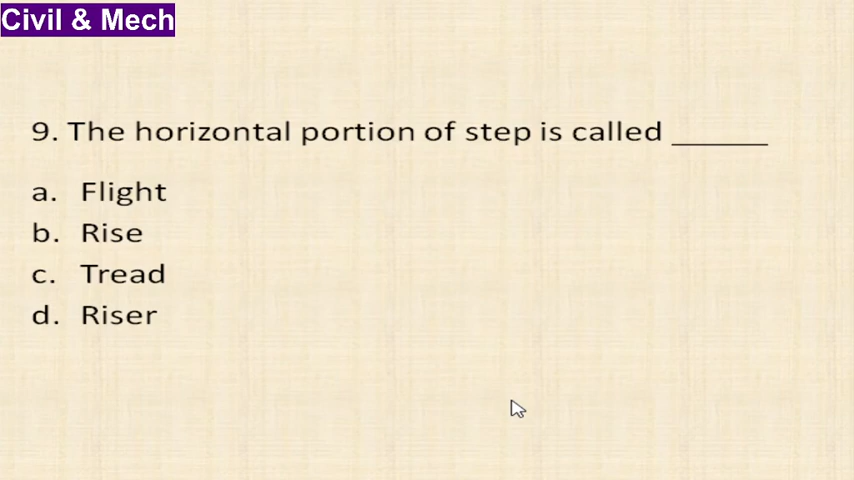 Civil & Mech
9. The horizontal portion of step is called ______
a. Flight
b. Rise
c. Tread
d. Riser